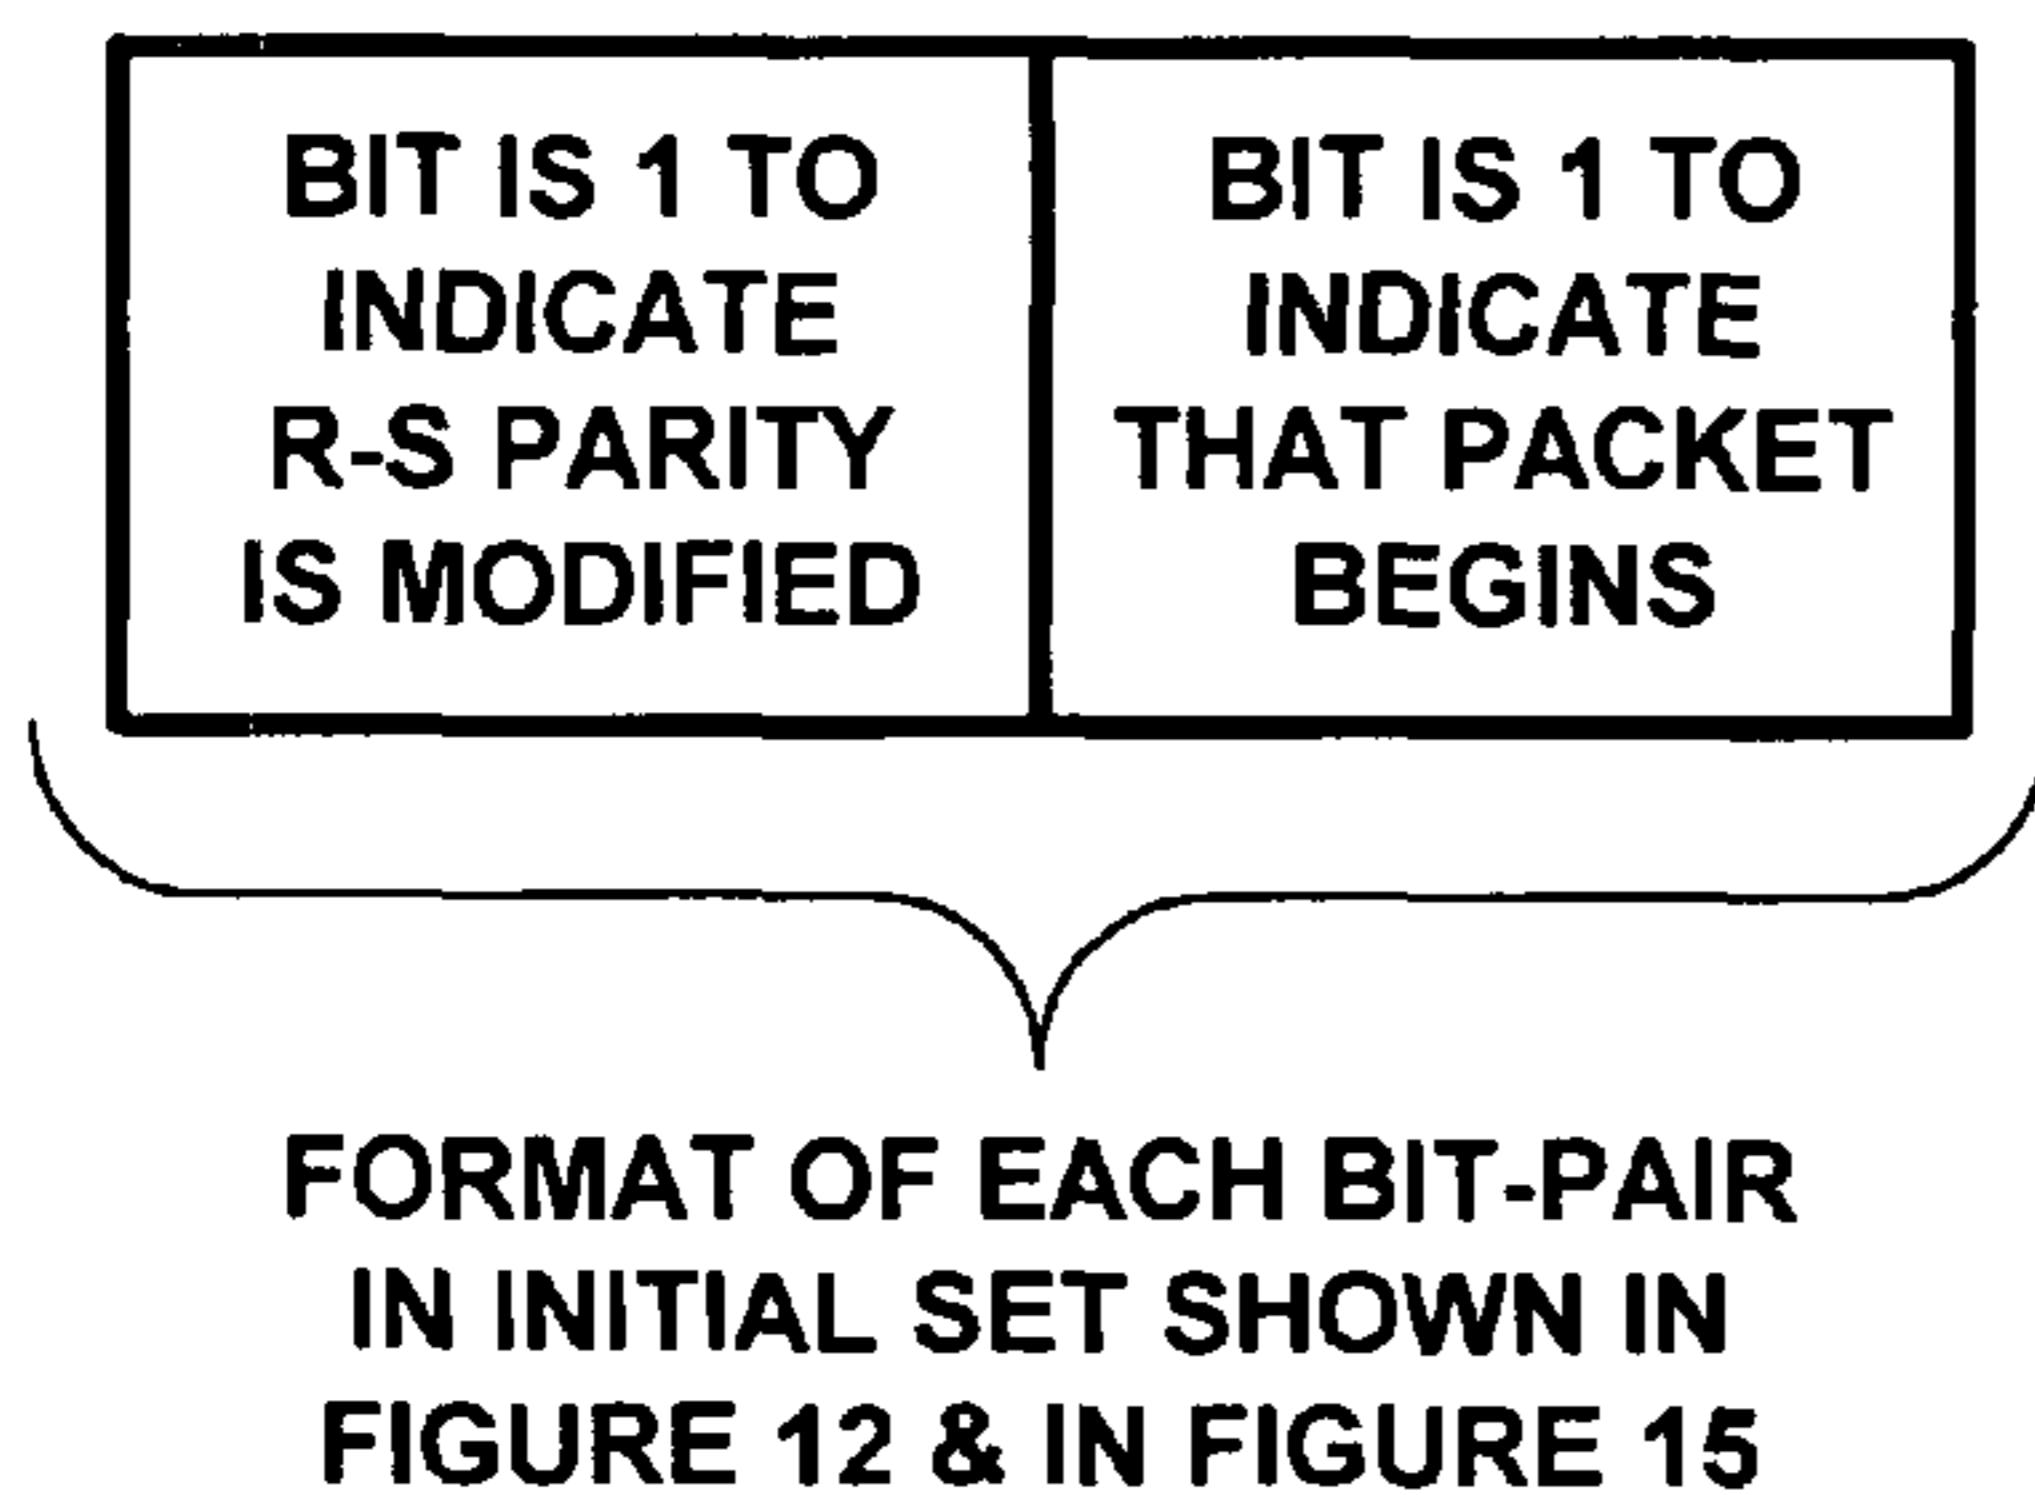 BIT IS 1 TO
INDICATE
R-S PARITY
IS MODIFIED
BIT IS 1 TO
INDICATE
THAT PACKET
BEGINS
FORMAT OF EACH BIT-PAIR
IN INITIAL SET SHOWN IN
FIGURE 12 & IN FIGURE 15